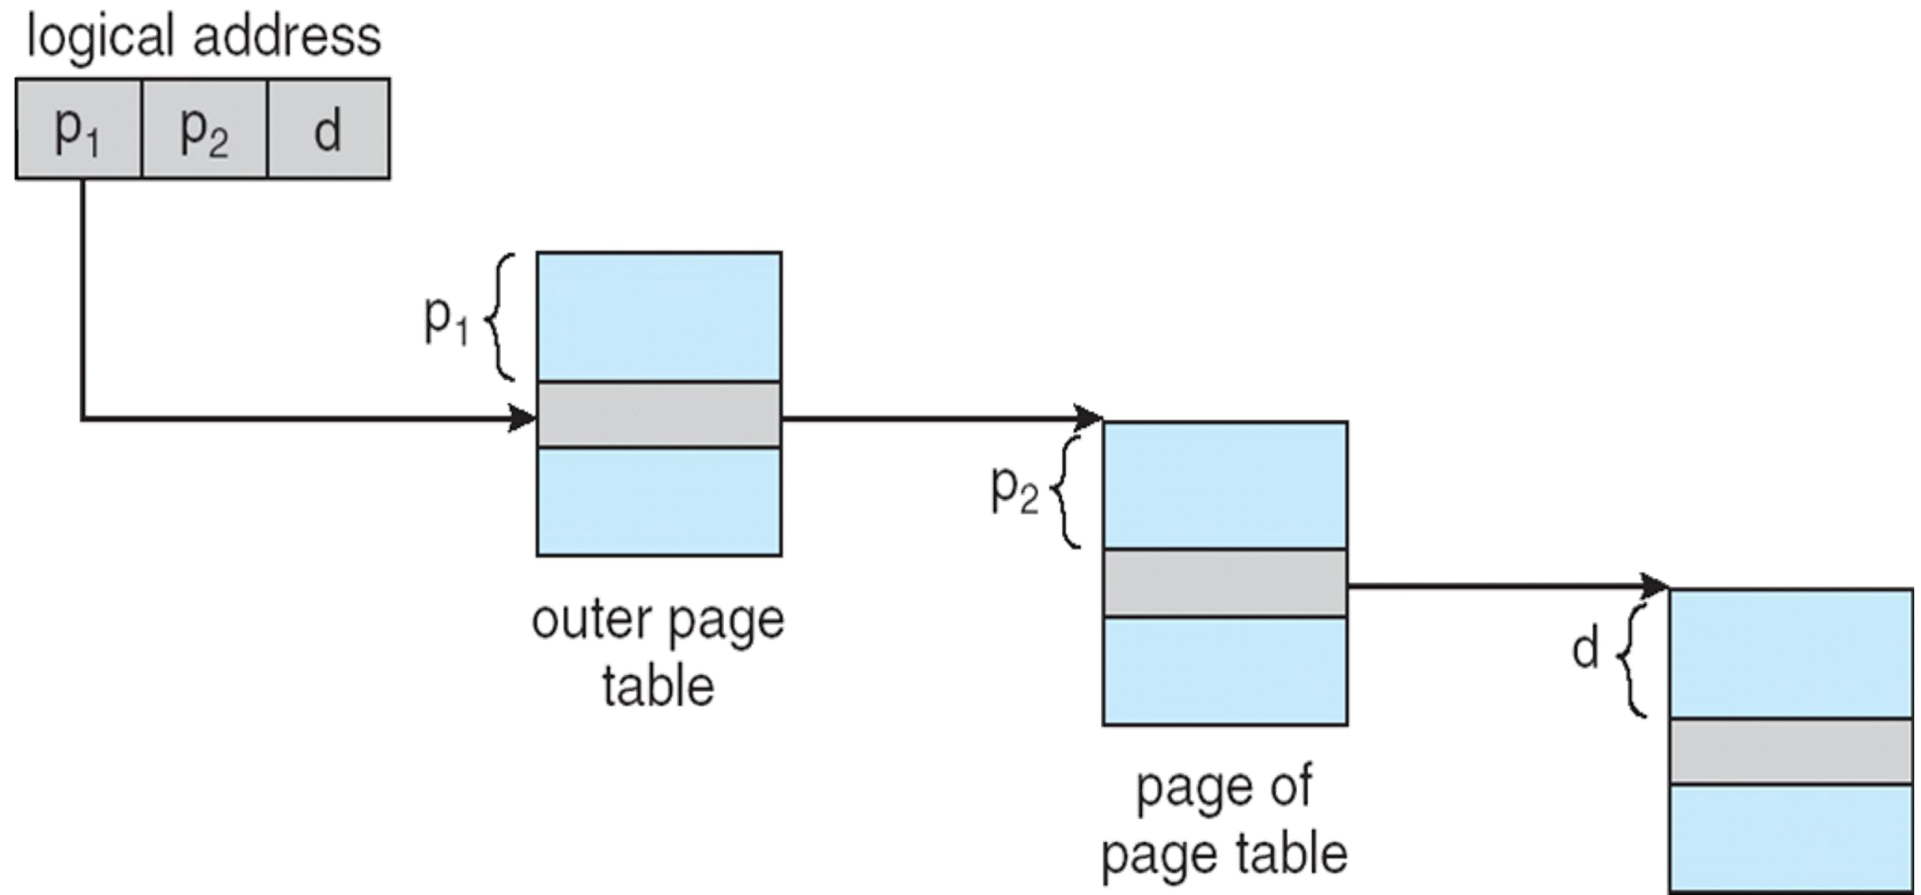 logical address
p₁ p₂ d
p₁
outer page
table
p₂
page of
page table
d